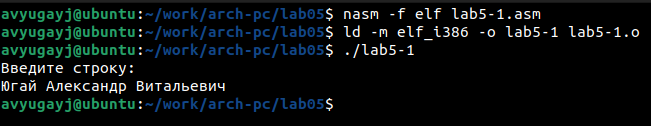 avyugayj@ubuntu:~/work/arch-pc/lab05$ nasm -f elf lab5-1.asm
avyugayj@ubuntu:~/work/arch-pc/lab05$ ld -m elf_i386 -o lab5-1 lab5-1.o
avyugayj@ubuntu:~/work/arch-pc/lab05$ ./lab5-1
Введите строку:
Югай Александр Витальевич
avyugayj@ubuntu:~/work/arch-pc/lab05$